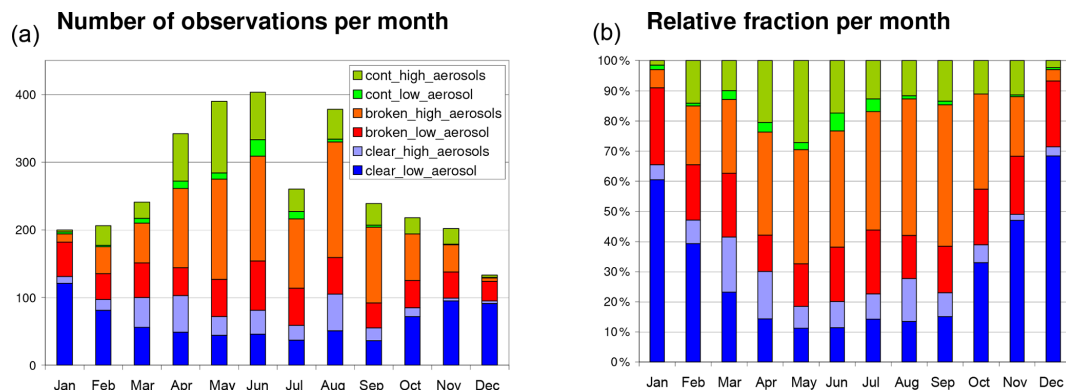 (a) Number of observations per month
400
300
200
100
0
cont_high_aerosols
cont_low_aerosol
broken_high_aerosols
broken_low_aerosol
clear_high_aerosols
clear_low_aerosol
Jan Feb Mar Apr May Jun Jul Aug Sep Oct Nov Dec
(b) Relative fraction per month
100%
90%
80%
70%
60%
50%
40%
30%
20%
10%
0%
Jan Feb Mar Apr May Jun Jul Aug Sep Oct Nov Dec